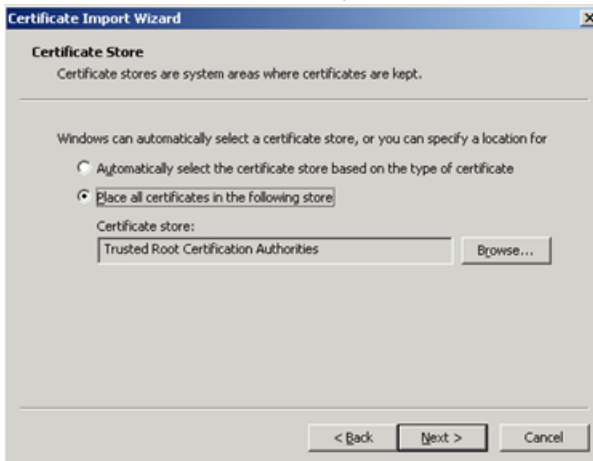 Certificate Import Wizard
Certificate Store
Certificate stores are system areas where certificates are kept.
Windows can automatically select a certificate store, or you can specify a location for
Automatically select the certificate store based on the type of certificate
Place all certificates in the following store
Certificate store:
Trusted Root Certification Authorities
Browse...
< Back
Next >
Cancel